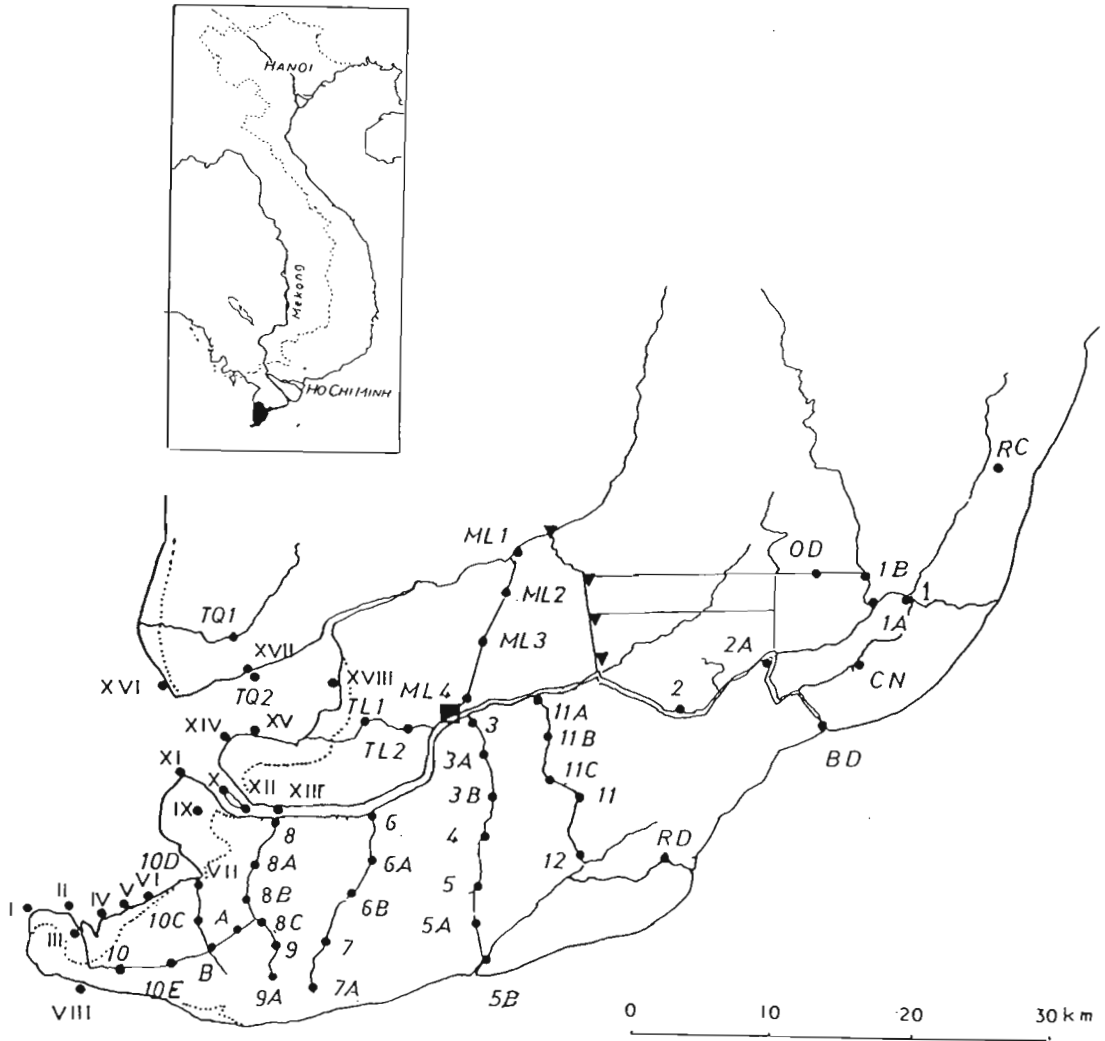 HANOI
Mekong
HO CHI MINH
RC
ML1
OD
1B
ML2
1
1A
TQ1
ML3
2A
XVII
CN
XVI
TQ2
XVIII
ML4
2
TL1
11A
XIV
XV
3
TL2
11B
BD
XI
3A
X
11C
XII
XIII
3B
11
IX
8
6
4
RD
10D
12
8A
6A
VII
VI
5
V
8B
II
IV
6B
I
10C
A
8C
5A
III
9
7
10
B
10E
9A
7A
5B
VIII
0
10
20
30 km